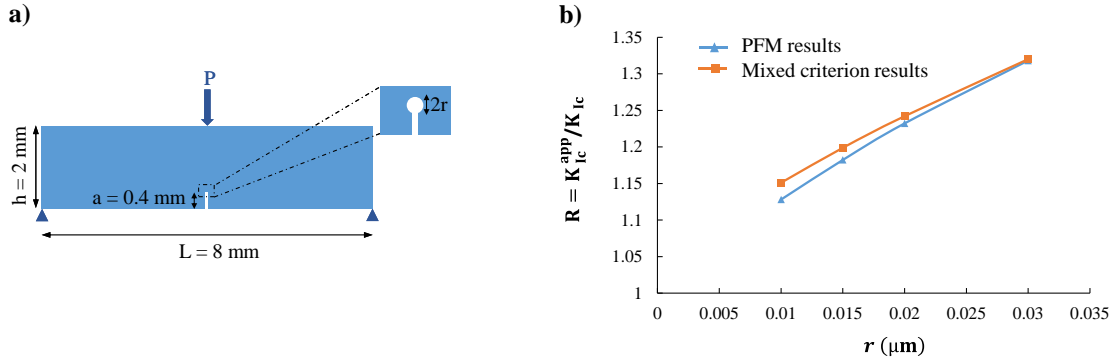 a)
P
2r
h = 2 mm
a = 0.4 mm
L = 8 mm
b)
R = K_Ic^app/K_Ic
1.35
1.3
1.25
1.2
1.15
1.1
1.05
1
0
0.005
0.01
0.015
0.02
0.025
0.03
0.035
r (μm)
PFM results
Mixed criterion results